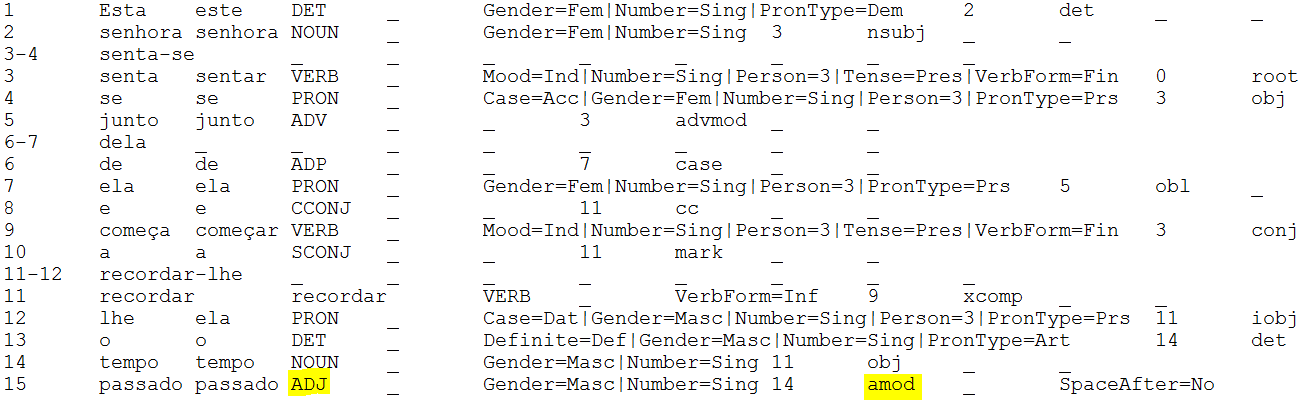 1 Esta este DET _ Gender=Fem|Number=Sing|PronType=Dem 2 det _ _
2 senhora senhora NOUN _ Gender=Fem|Number=Sing 3 nsubj _ _
3-4 senta-se _ _ _ _ _ _ _ _
3 senta sentar VERB _ Mood=Ind|Number=Sing|Person=3|Tense=Pres|VerbForm=Fin 0 root
4 se se PRON _ Case=Acc|Gender=Fem|Number=Sing|Person=3|PronType=Prs 3 obj
5 junto junto ADV _ _ 3 advmod _ _
6-7 dela _ _ _ _ _ _ _ _
6 de de ADP _ _ 7 case _ _
7 ela ela PRON _ Gender=Fem|Number=Sing|Person=3|PronType=Prs 5 obl _
8 e e CCONJ _ _ 11 cc _ _
9 começa começar VERB _ Mood=Ind|Number=Sing|Person=3|Tense=Pres|VerbForm=Fin 3 conj
10 a a SCONJ _ _ 11 mark _ _
11-12 recordar-lhe _ _ _ _ _ _ _ _
11 recordar recordar VERB _ VerbForm=Inf 9 xcomp _ _
12 lhe ela PRON _ Case=Dat|Gender=Masc|Number=Sing|Person=3|PronType=Prs 11 iobj
13 o o DET _ Definite=Def|Gender=Masc|Number=Sing|PronType=Art 14 det
14 tempo tempo NOUN _ Gender=Masc|Number=Sing 11 obj _ _
15 passado passado ADJ _ Gender=Masc|Number=Sing 14 amod _ SpaceAfter=No